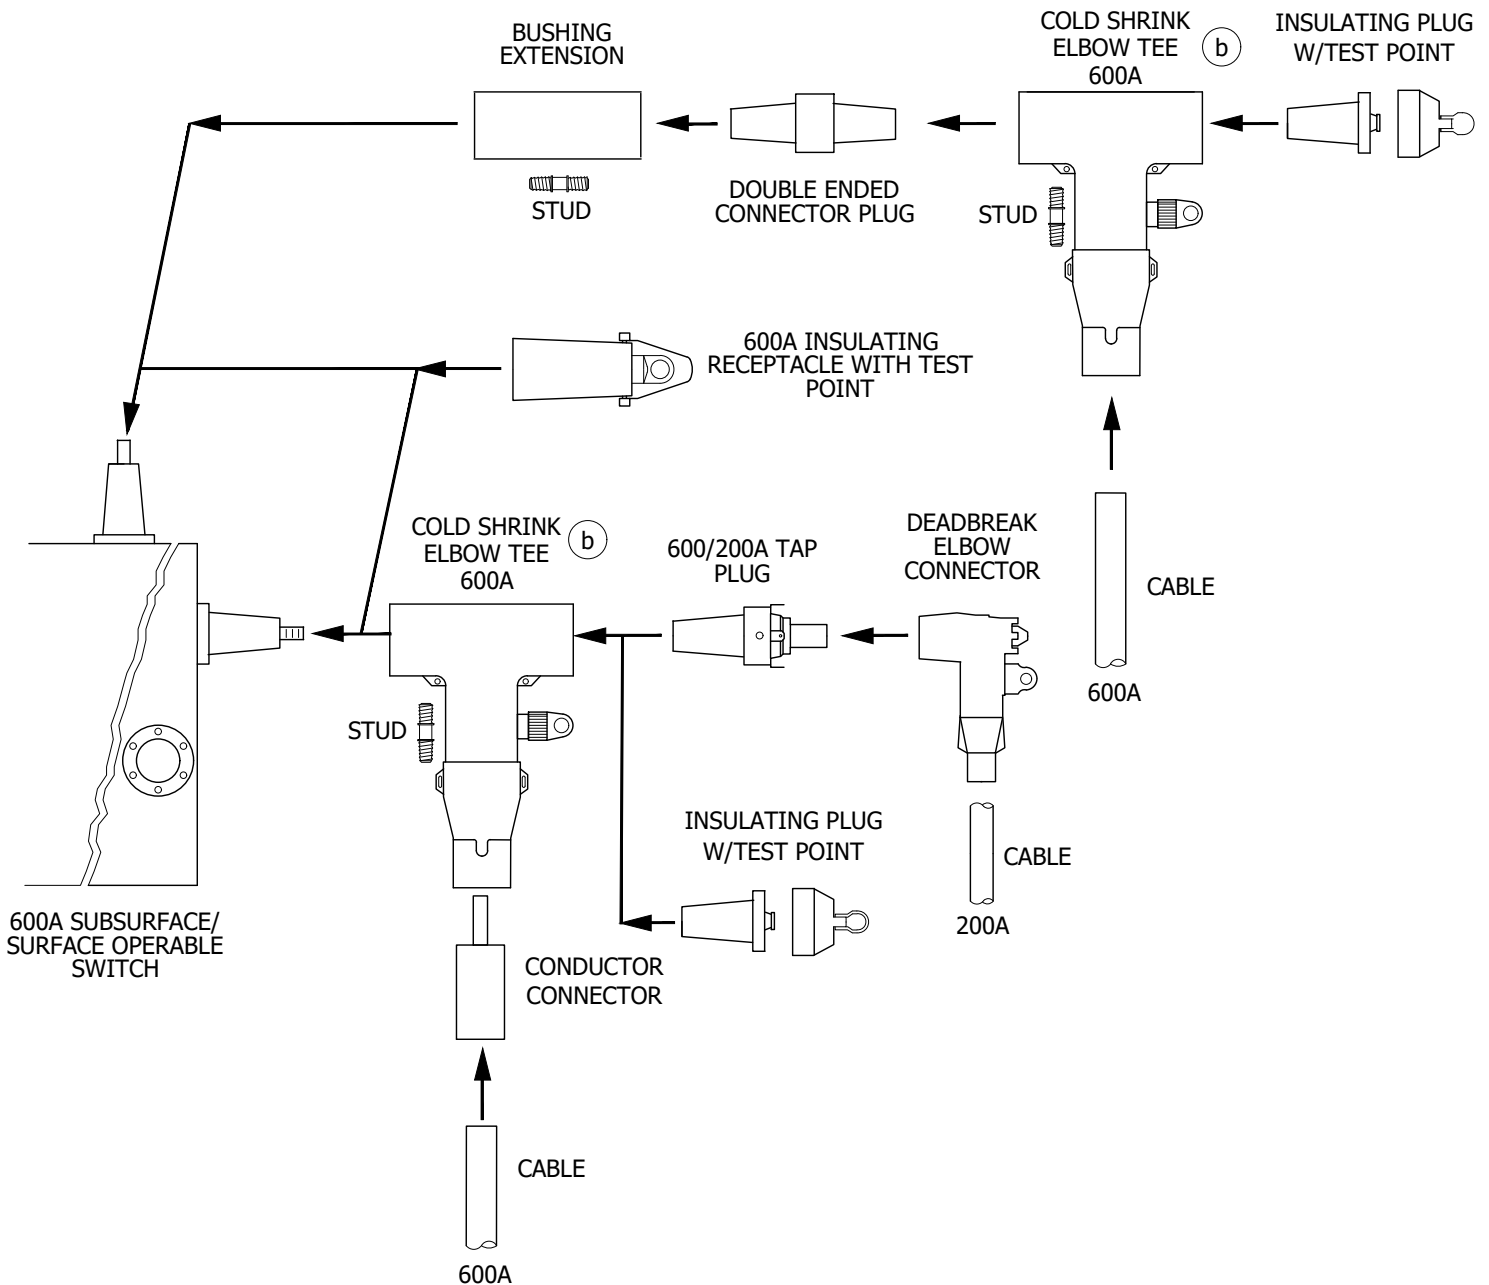 BUSHING
EXTENSION
COLD SHRINK
ELBOW TEE
600A
b
INSULATING PLUG
W/TEST POINT
STUD
DOUBLE ENDED
CONNECTOR PLUG
STUD
600A INSULATING
RECEPTACLE WITH TEST
POINT
COLD SHRINK
ELBOW TEE
600A
b
600/200A TAP
PLUG
DEADBREAK
ELBOW
CONNECTOR
CABLE
600A
STUD
INSULATING PLUG
W/TEST POINT
CABLE
200A
600A SUBSURFACE/
SURFACE OPERABLE
SWITCH
CONDUCTOR
CONNECTOR
CABLE
600A